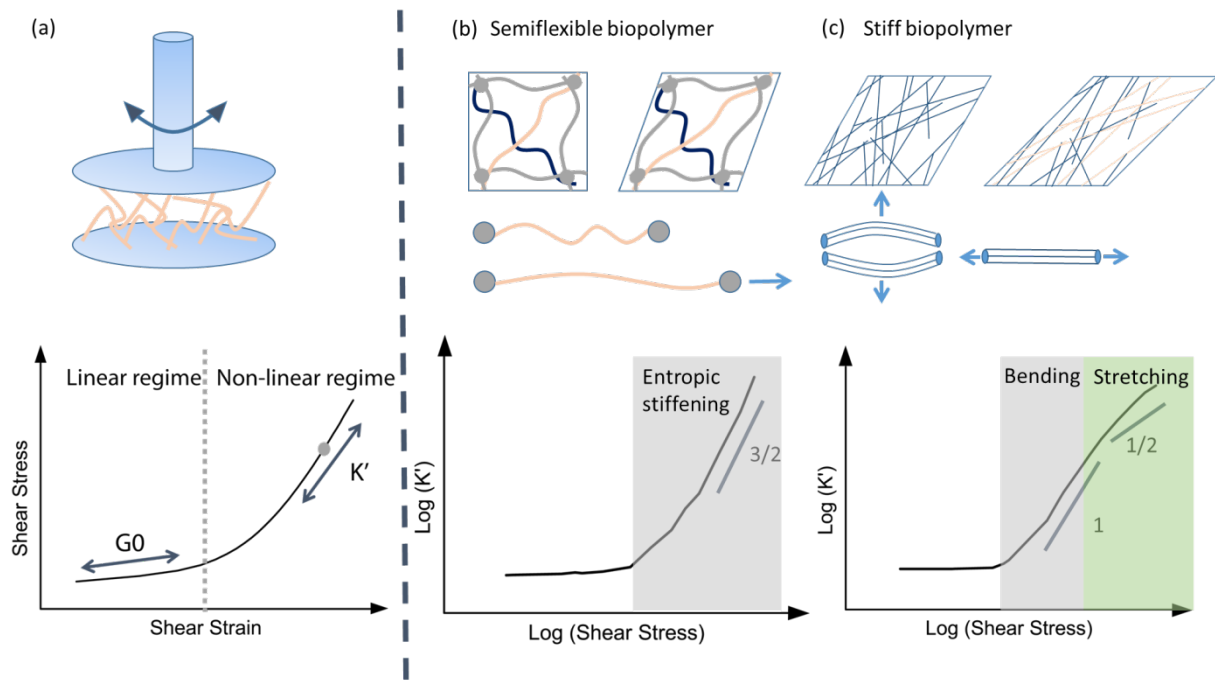 (a)
Linear regime
Non-linear regime
G0
K'
Shear Stress
Shear Strain
(b) Semiflexible biopolymer
Entropic
stiffening
3/2
Log (K')
Log (Shear Stress)
(c) Stiff biopolymer
Bending
Stretching
1/2
1
Log (K')
Log (Shear Stress)